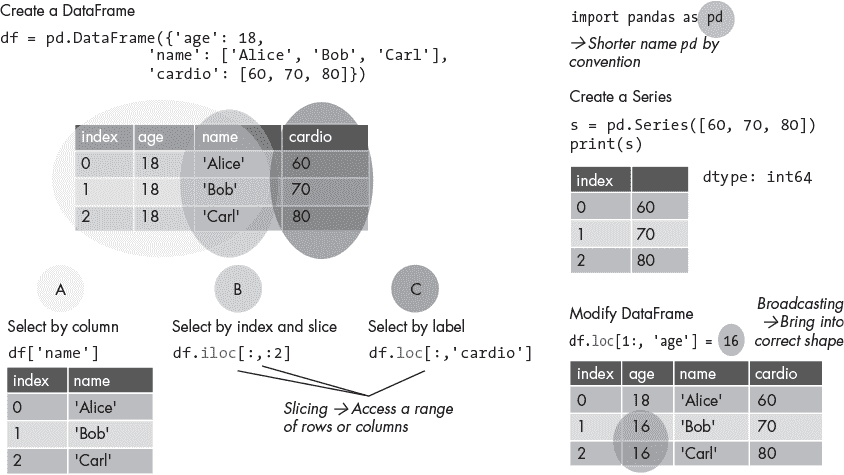 Create a DataFrame
df = pd.DataFrame({'age': 18,
'name': ['Alice', 'Bob', 'Carl'],
'cardio': [60, 70, 80]})
index age name cardio
0 18 'Alice' 60
1 18 'Bob' 70
2 18 'Carl' 80
A
Select by column
df['name']
index name
0 'Alice'
1 'Bob'
2 'Carl'
B
Select by index and slice
df.iloc[:,:2]
C
Select by label
df.loc[:,'cardio']
Slicing → Access a range
of rows or columns
import pandas as pd
→ Shorter name pd by
convention
Create a Series
s = pd.Series([60, 70, 80])
print(s)
index
0 60
1 70
2 80
dtype: int64
Modify DataFrame
df.loc[1:, 'age'] = 16
Broadcasting
→ Bring into
correct shape
index age name cardio
0 18 'Alice' 60
1 16 'Bob' 70
2 16 'Carl' 80